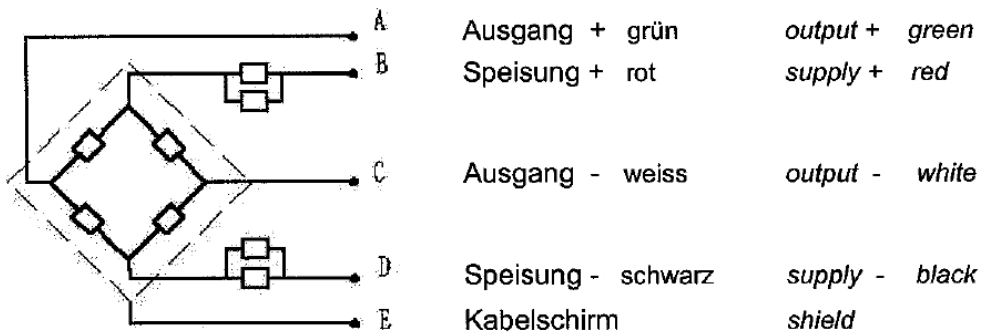 A Ausgang + grün output + green
B Speisung + rot supply + red
C Ausgang - weiss output - white
D Speisung - schwarz supply - black
E Kabelschirm shield